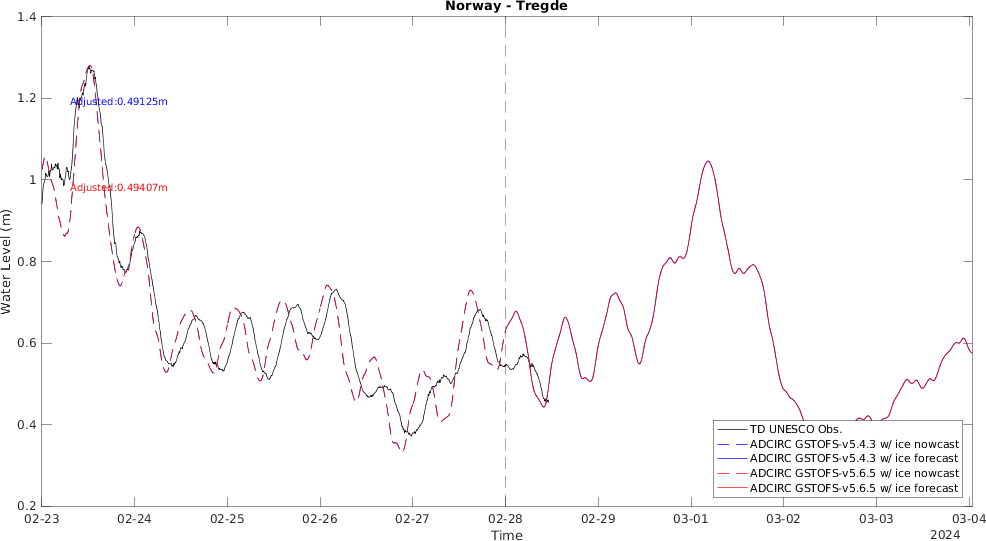 Norway - Tregde
1.4
1.2
1
0.8
0.6
0.4
0.2
Water Level (m)
Adjusted:0.49125m
Adjusted:0.49407m
TD UNESCO Obs.
ADCIRC GSTOFS-v5.4.3 w/ ice nowcast
ADCIRC GSTOFS-v5.4.3 w/ ice forecast
ADCIRC GSTOFS-v5.6.5 w/ ice nowcast
ADCIRC GSTOFS-v5.6.5 w/ ice forecast
02-23 02-24 02-25 02-26 02-27 02-28 02-29 03-01 03-02 03-03 03-04
Time
2024